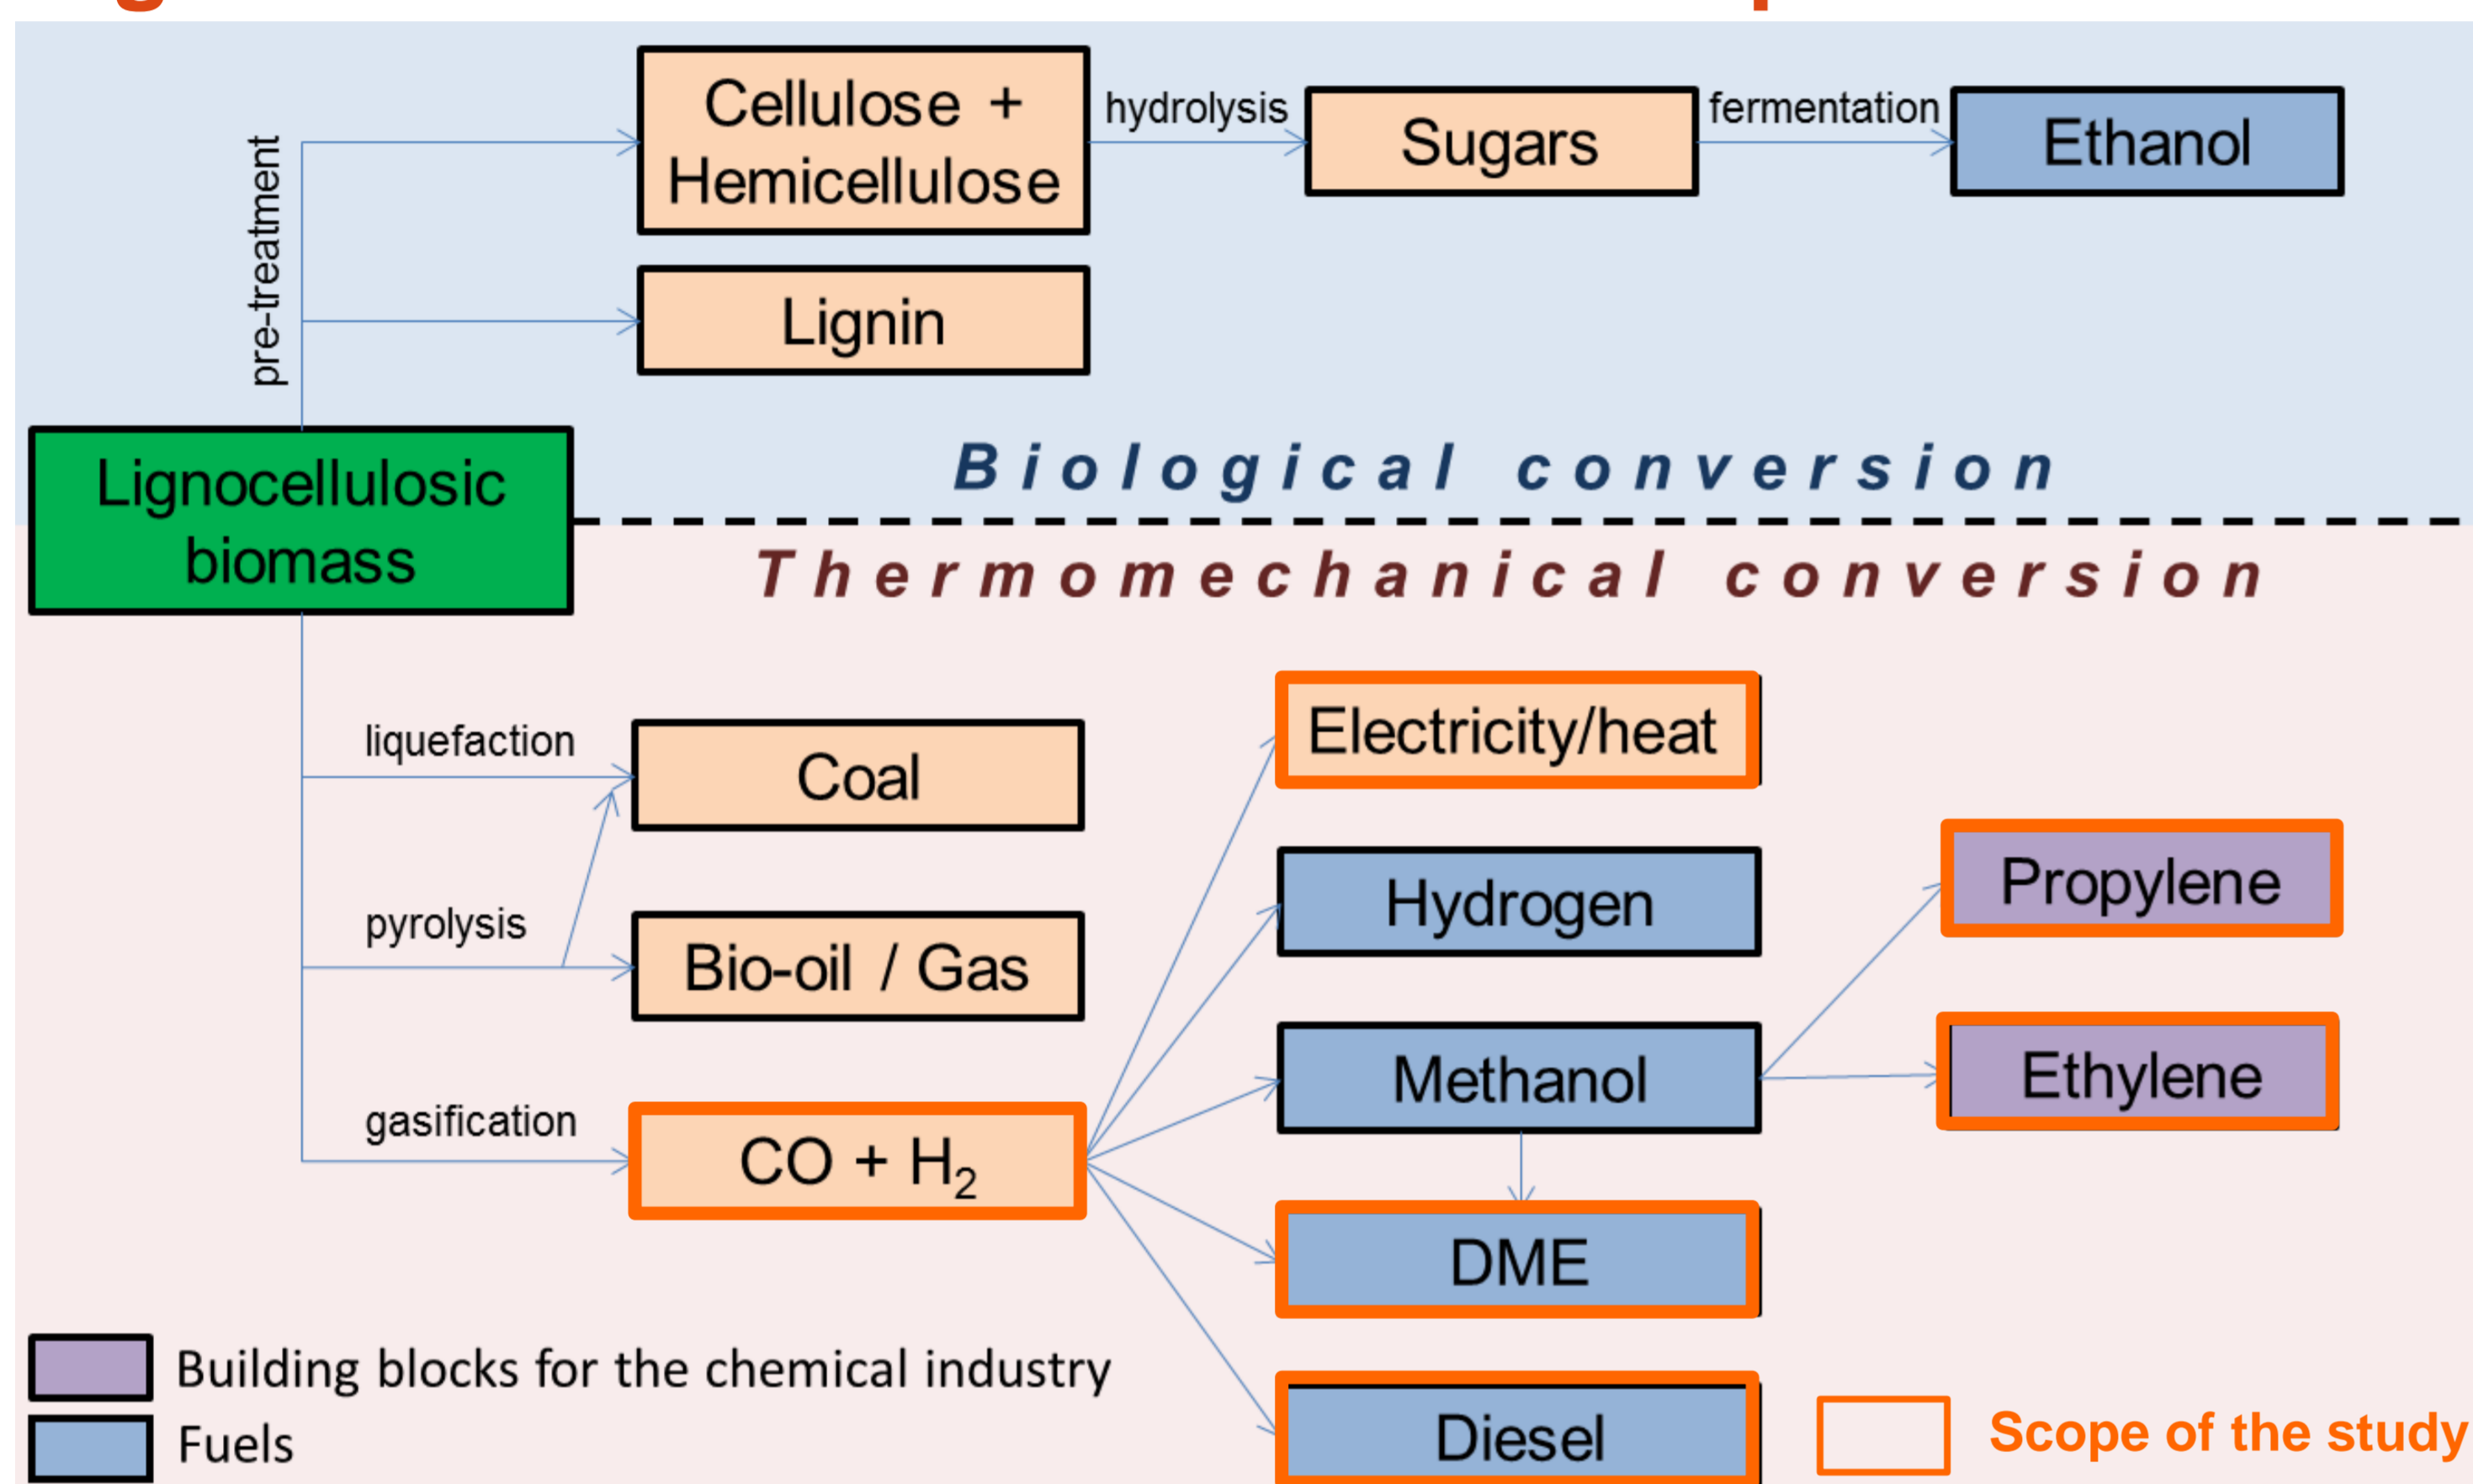 Cellulose +
Hemicellulose
hydrolysis
Sugars
fermentation
Ethanol
pre-treatment
Lignin
Lignocellulosic
biomass
Biological conversion
Thermomechanical conversion
liquefaction
Coal
Electricity/heat
pyrolysis
Bio-oil / Gas
Hydrogen
Propylene
gasification
CO + H₂
Methanol
Ethylene
DME
Diesel
Building blocks for the chemical industry
Fuels
Scope of the study